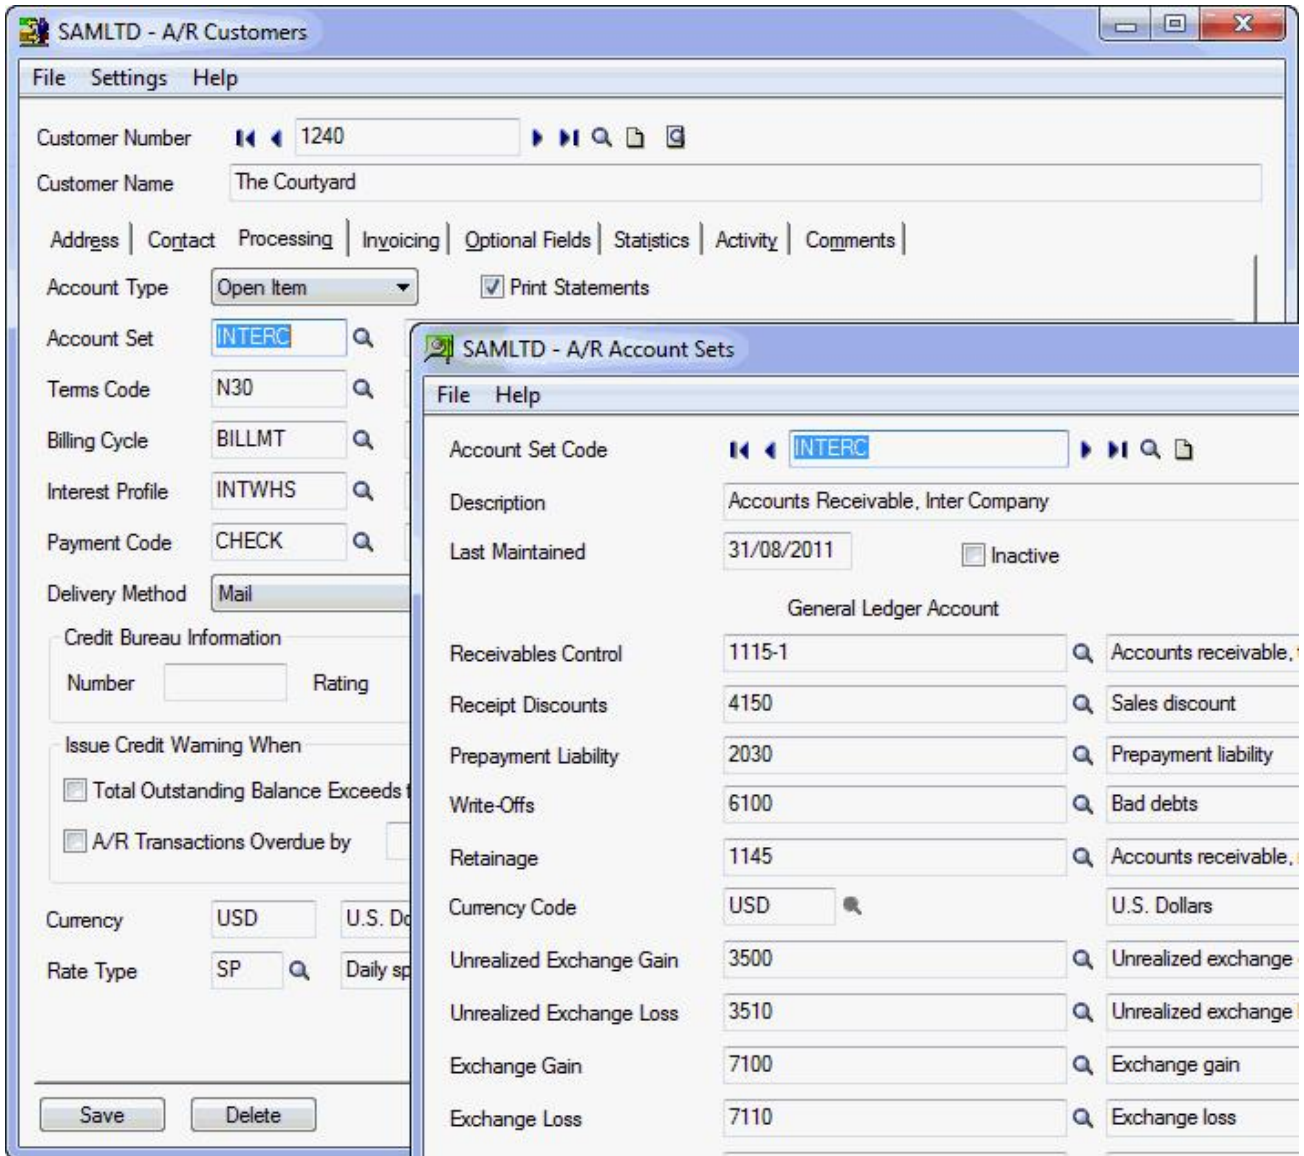 SAMLTD - A/R Customers
File Settings Help
Customer Number 1240
Customer Name The Courtyard
Address Contact Processing Invoicing Optional Fields Statistics Activity Comments
Account Type Open Item Print Statements
Account Set INTERC
Terms Code N30
Billing Cycle BILLMT
Interest Profile INTWHS
Payment Code CHECK
Delivery Method Mail
Credit Bureau Information
Number Rating
Issue Credit Warning When
Total Outstanding Balance Exceeds
A/R Transactions Overdue by
Currency USD U.S.
Rate Type SP Daily
Save Delete
SAMLTD - A/R Account Sets
File Help
Account Set Code INTERC
Description Accounts Receivable, Inter Company
Last Maintained 31/08/2011 Inactive
General Ledger Account
Receivables Control 1115-1 Accounts receivable,
Receipt Discounts 4150 Sales discount
Prepayment Liability 2030 Prepayment liability
Write-Offs 6100 Bad debts
Retainage 1145 Accounts receivable,
Currency Code USD U.S. Dollars
Unrealized Exchange Gain 3500 Unrealized exchange
Unrealized Exchange Loss 3510 Unrealized exchange
Exchange Gain 7100 Exchange gain
Exchange Loss 7110 Exchange loss